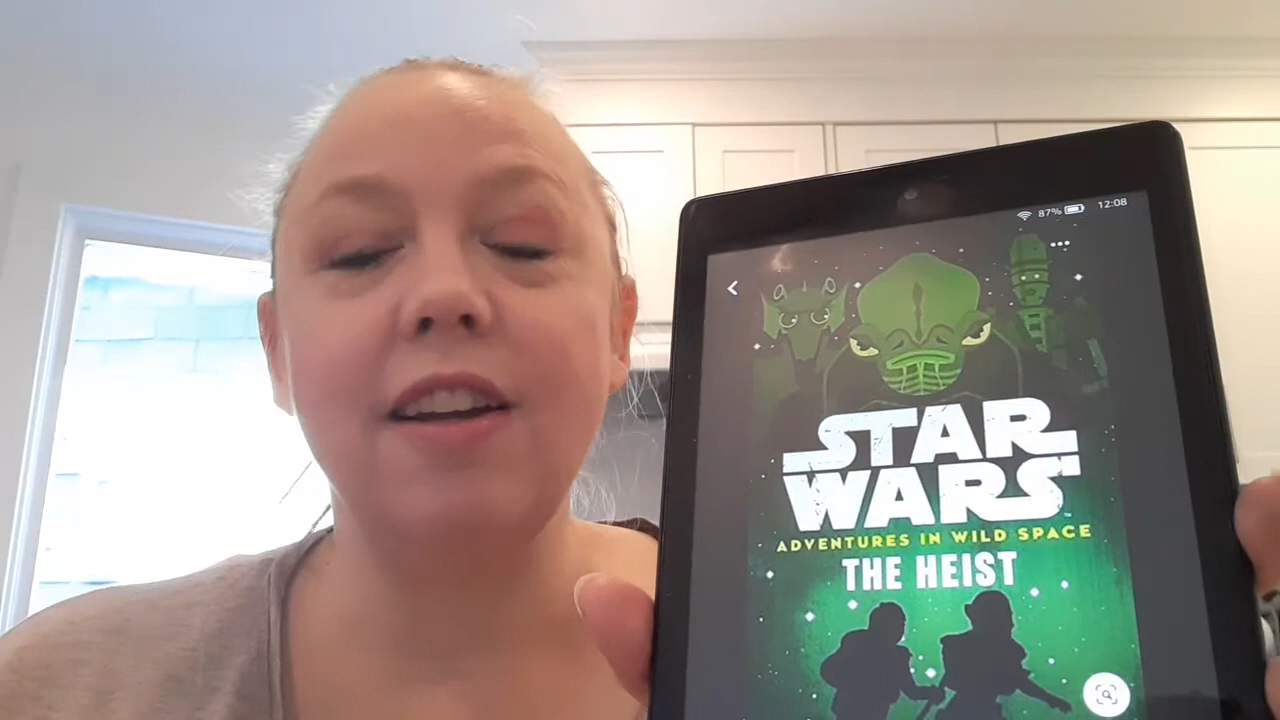 87% 12:08
STAR
WARS
ADVENTURES IN WILD SPACE
THE HEIST